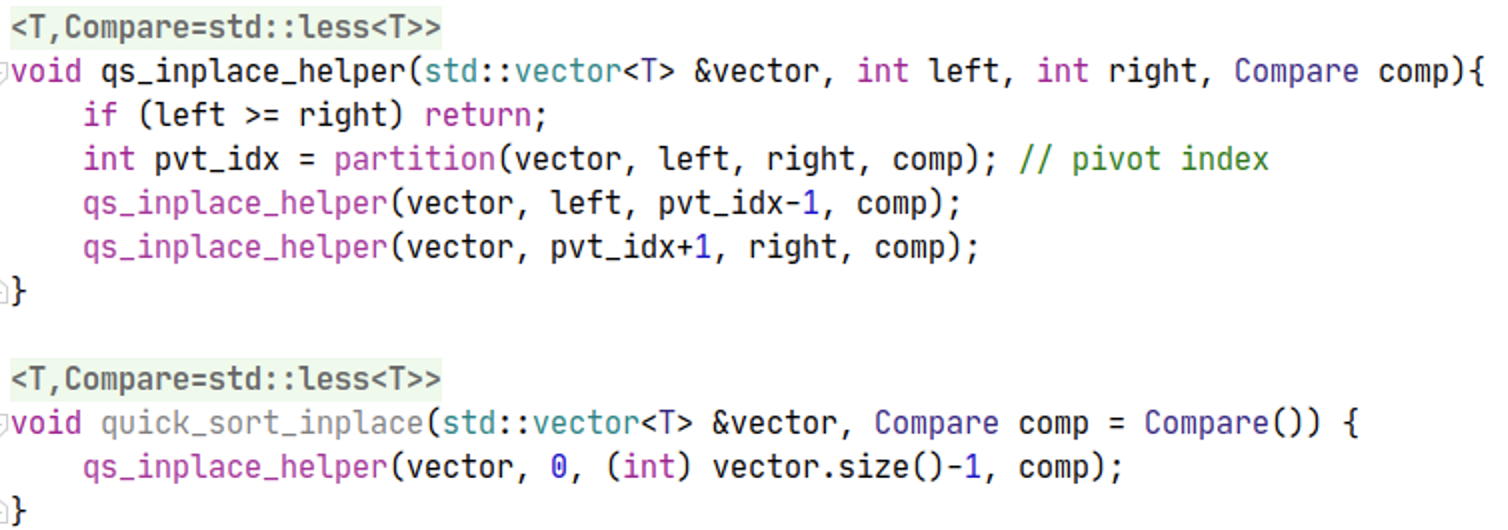 <T,Compare=std::less<T>>
void qs_inplace_helper(std::vector<T> &vector, int left, int right, Compare comp){
    if (left >= right) return;
    int pvt_idx = partition(vector, left, right, comp); // pivot index
    qs_inplace_helper(vector, left, pvt_idx-1, comp);
    qs_inplace_helper(vector, pvt_idx+1, right, comp);
}
<T,Compare=std::less<T>>
void quick_sort_inplace(std::vector<T> &vector, Compare comp = Compare()) {
    qs_inplace_helper(vector, 0, (int) vector.size()-1, comp);
}